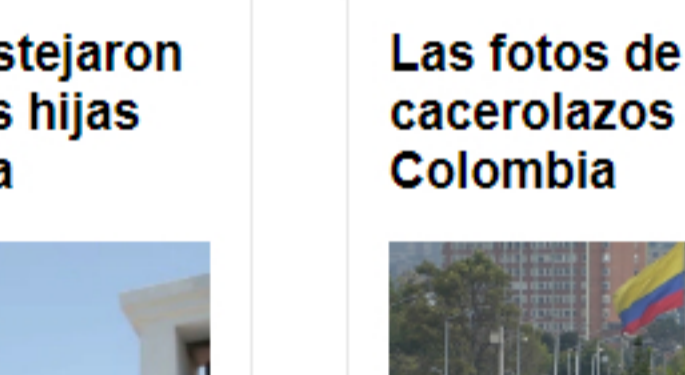 stejaron
s hijas
a
Las fotos de
cacerolazos
Colombia